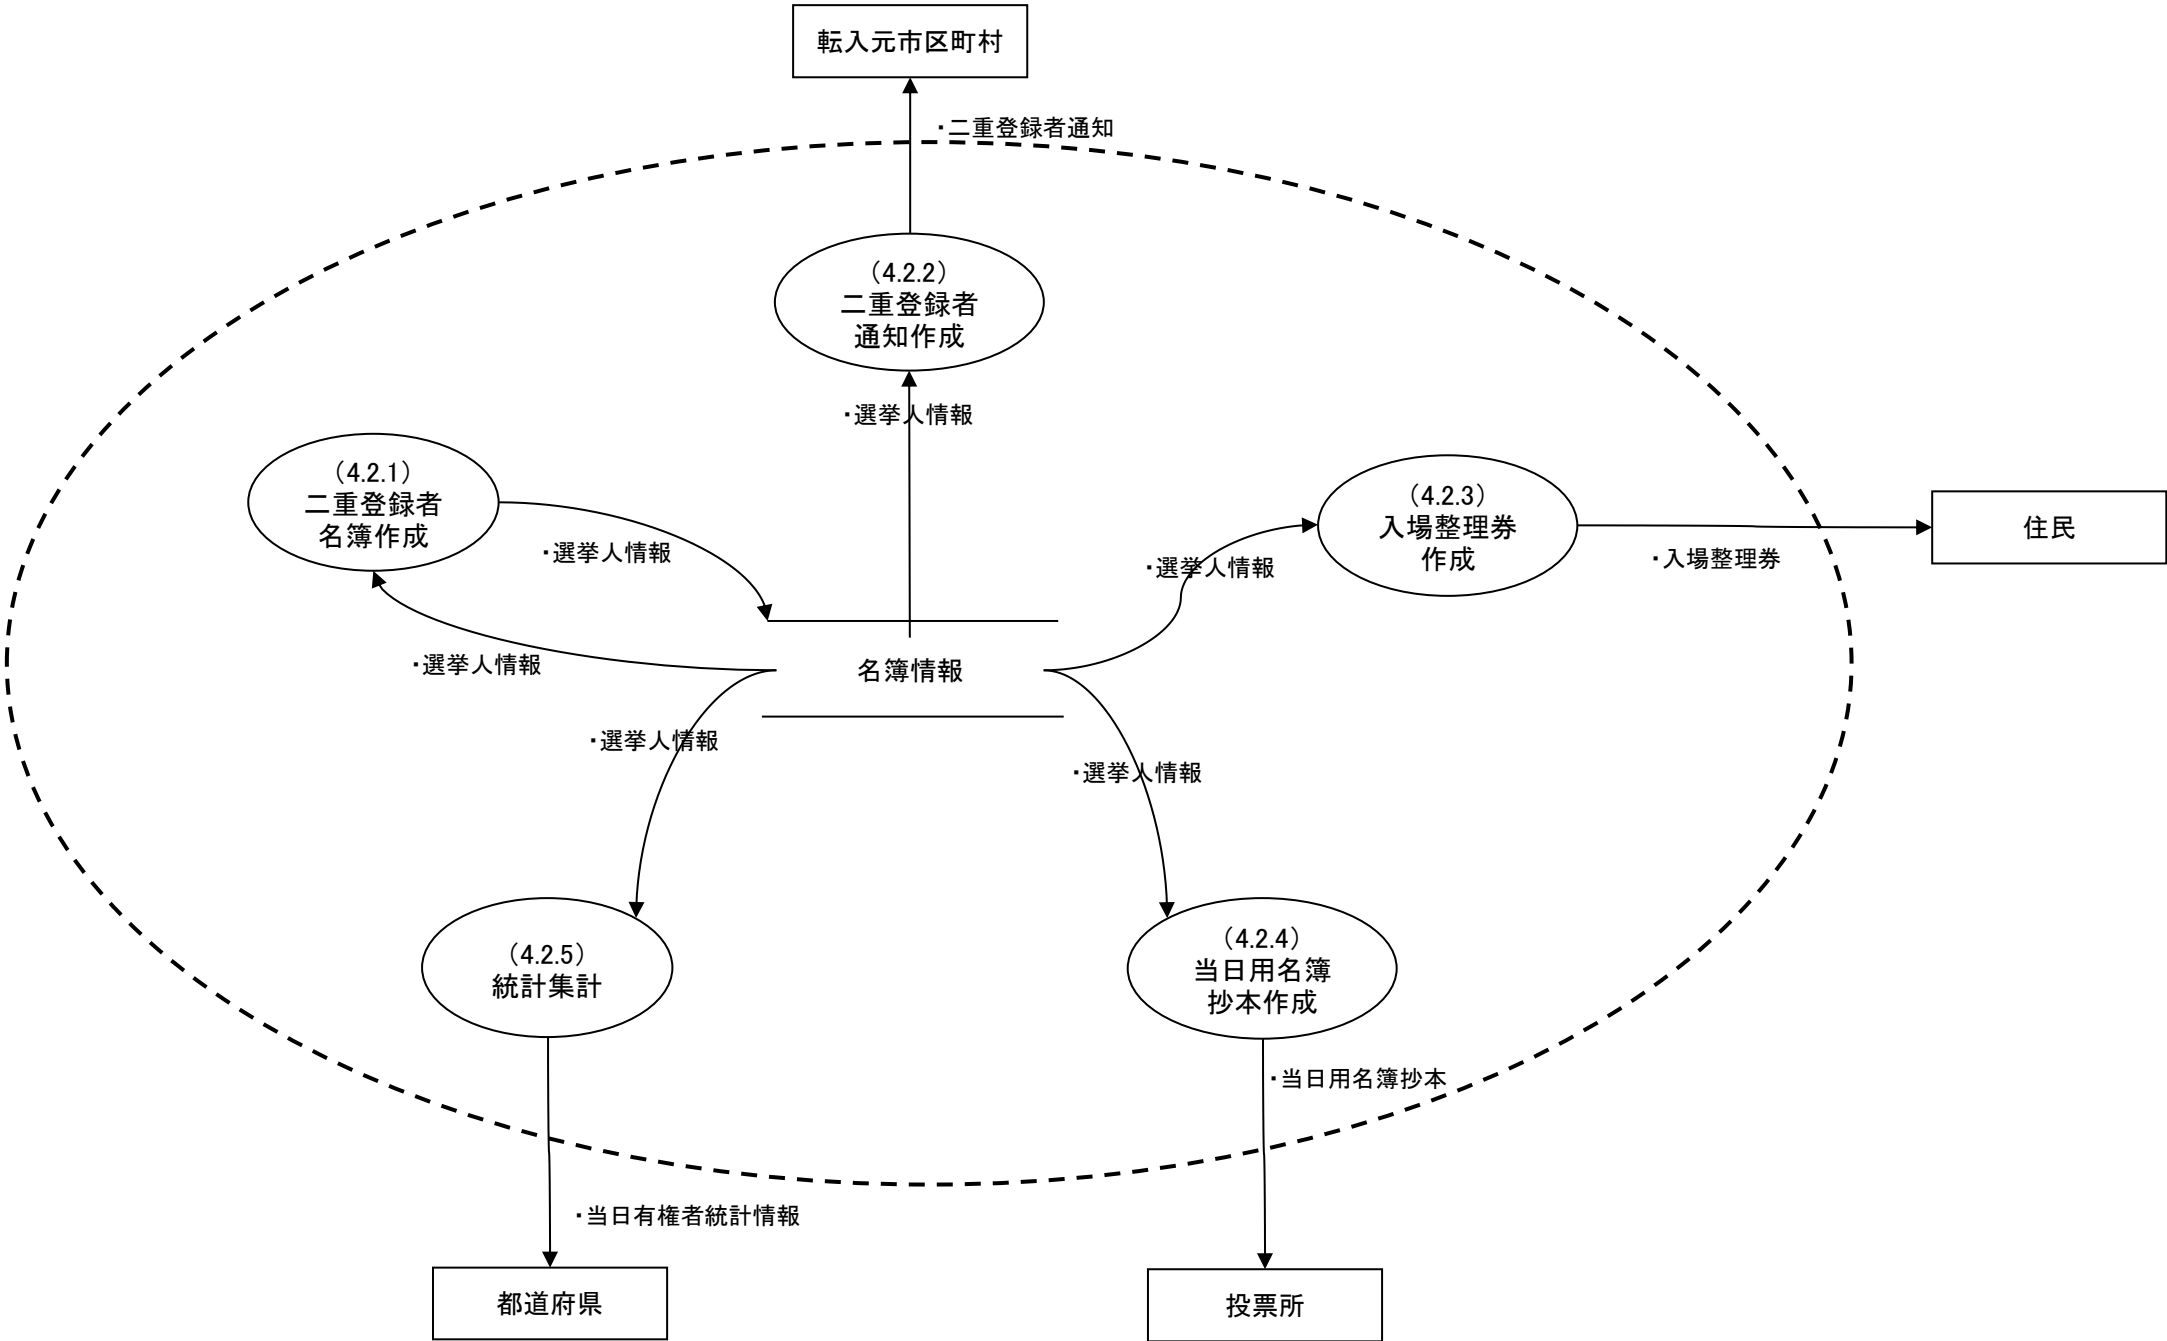 転入元市区町村
・二重登録者通知
（4.2.2）
二重登録者
通知作成
・選挙人情報
（4.2.1）
二重登録者
名簿作成
・選挙人情報
・選挙人情報
（4.2.3）
入場整理券
作成
・選挙人情報
・入場整理券
住民
名簿情報
・選挙人情報
・選挙人情報
（4.2.5）
統計集計
（4.2.4）
当日用名簿
抄本作成
・当日用名簿抄本
・当日有権者統計情報
都道府県
投票所